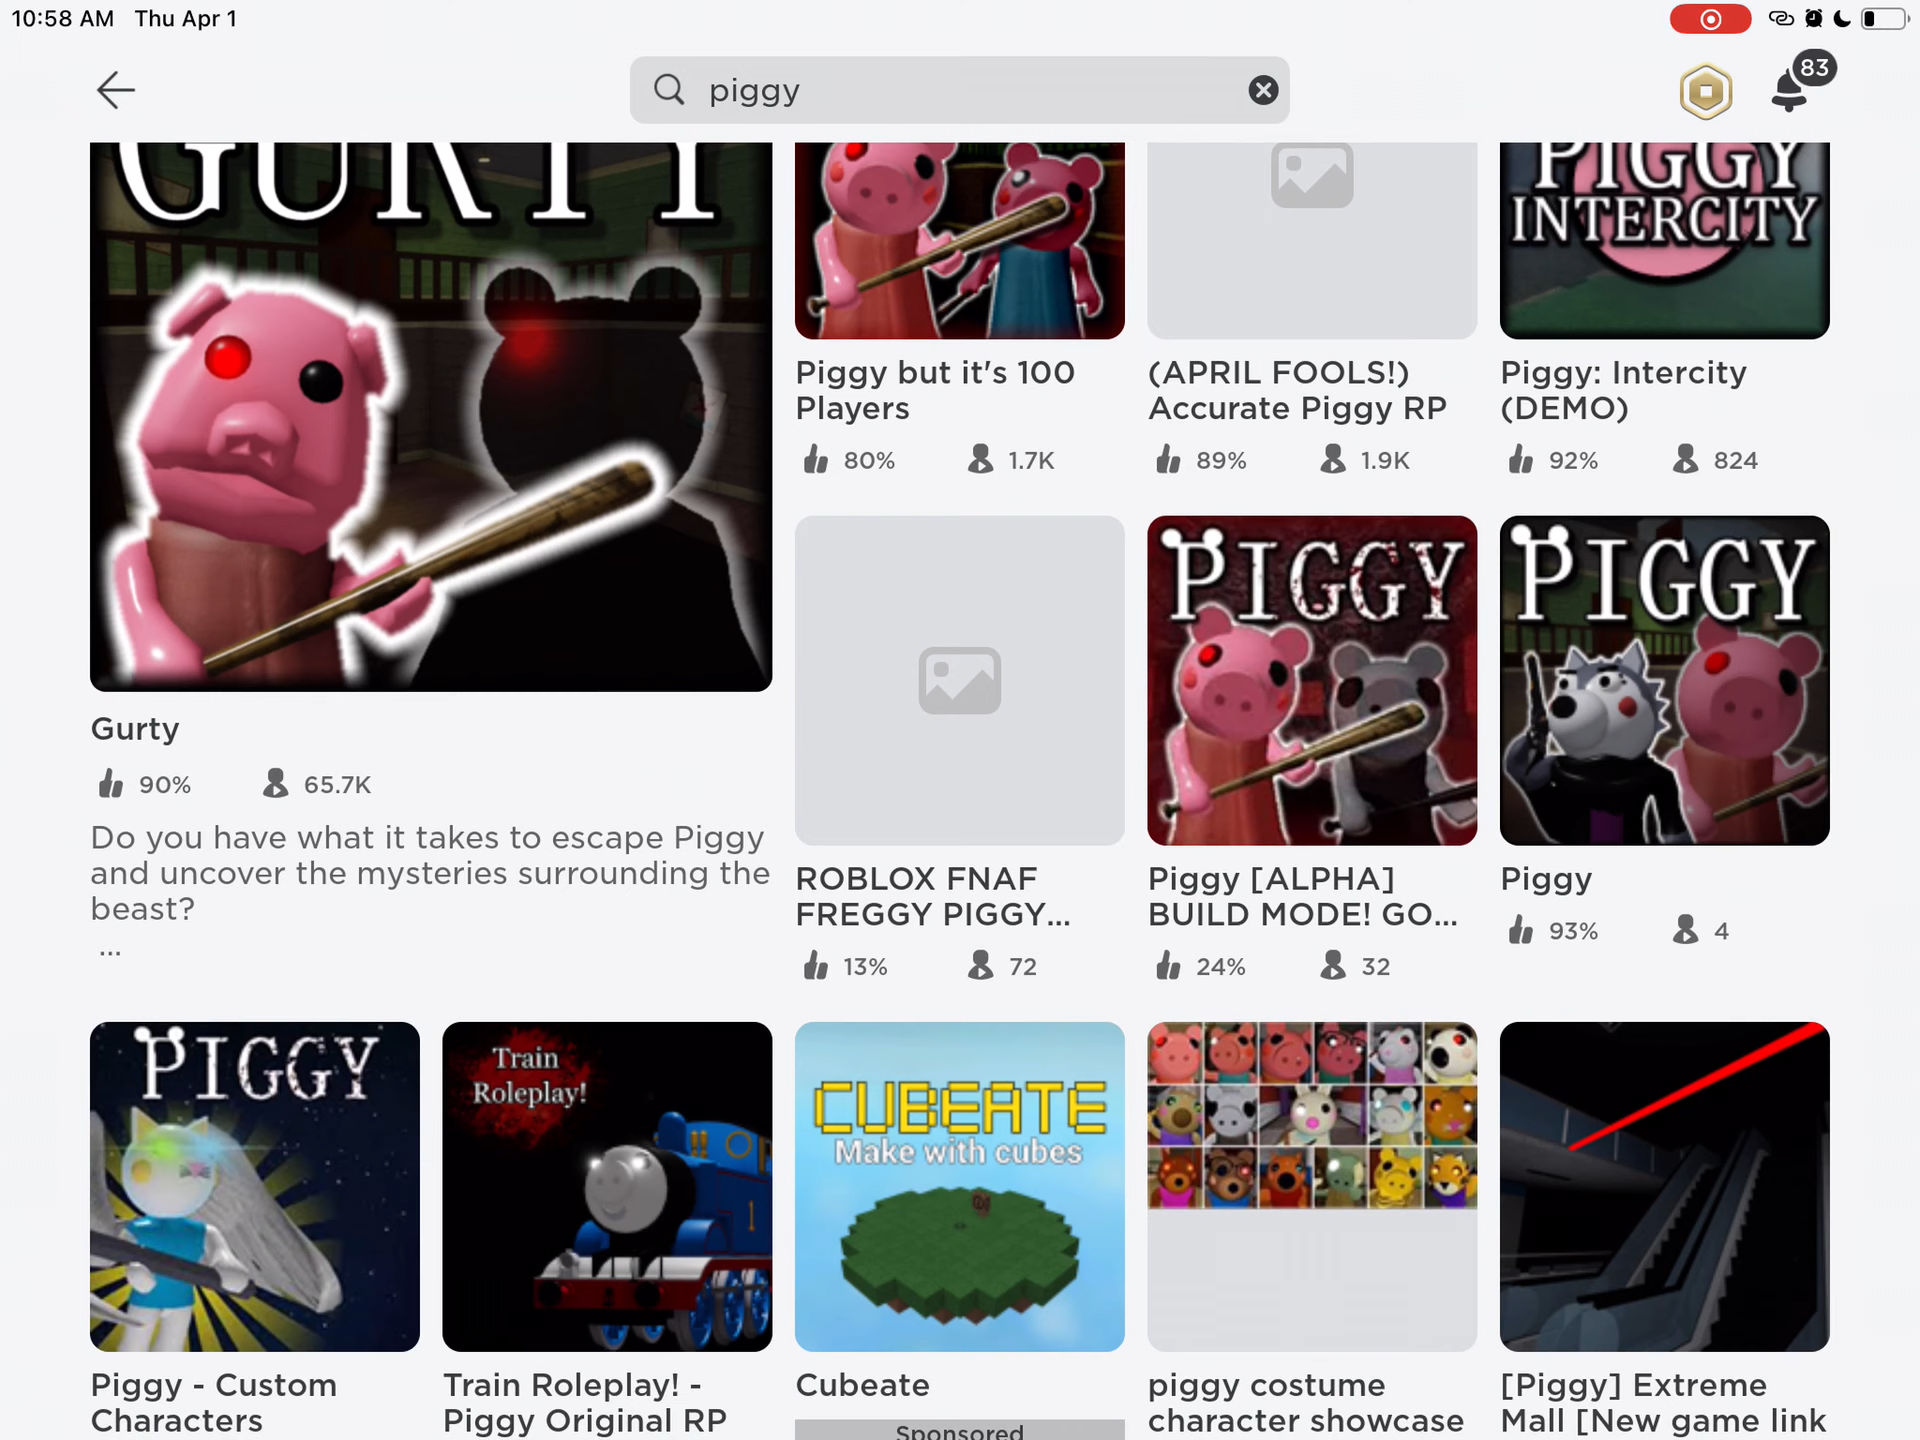 10:58 AM Thu Apr 1
piggy
83
GURTY
PIGGY
INTERCITY
Piggy but it's 100
Players
80% 1.7K
(APRIL FOOLS!)
Accurate Piggy RP
89% 1.9K
Piggy: Intercity
(DEMO)
92% 824
Gurty
90% 65.7K
Do you have what it takes to escape Piggy
and uncover the mysteries surrounding the
beast?
...
ROBLOX FNAF
FREGGY PIGGY...
13% 72
PIGGY
Piggy [ALPHA]
BUILD MODE! GO...
24% 32
PIGGY
Piggy
93% 4
PIGGY
Piggy - Custom
Characters
Train
Roleplay!
1
Train Roleplay! -
Piggy Original RP
CUBEATE
Make with cubes
Cubeate
Sponsored
piggy costume
character showcase
[Piggy] Extreme
Mall [New game link